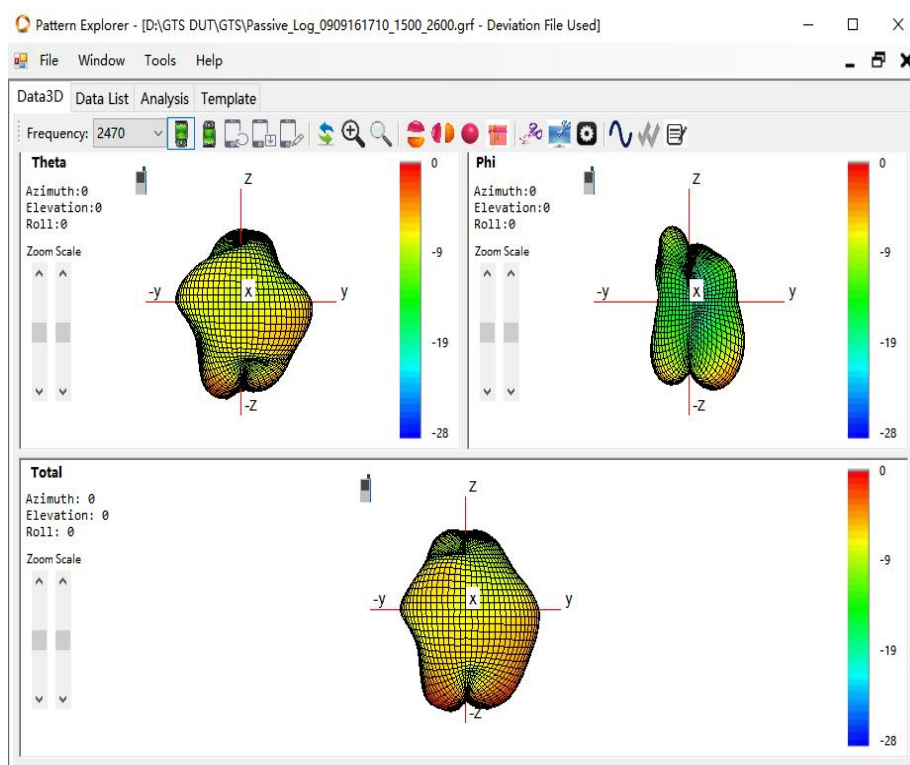 Pattern Explorer - [D:\GTS DUT\GTS\Passive_Log_0909161710_1500_2600.grf - Deviation File Used]
File Window Tools Help
Data3D Data List Analysis Template
Frequency: 2470
Theta
Azimuth:0
Elevation:0
Roll:0
Zoom Scale
Z
-y
X
y
-Z
0
-9
-19
-28
Phi
Azimuth:0
Elevation:0
Roll:0
Zoom Scale
Z
-y
X
y
-Z
0
-9
-19
-28
Total
Azimuth: 0
Elevation: 0
Roll: 0
Zoom Scale
Z
-y
X
y
-Z
0
-9
-19
-28